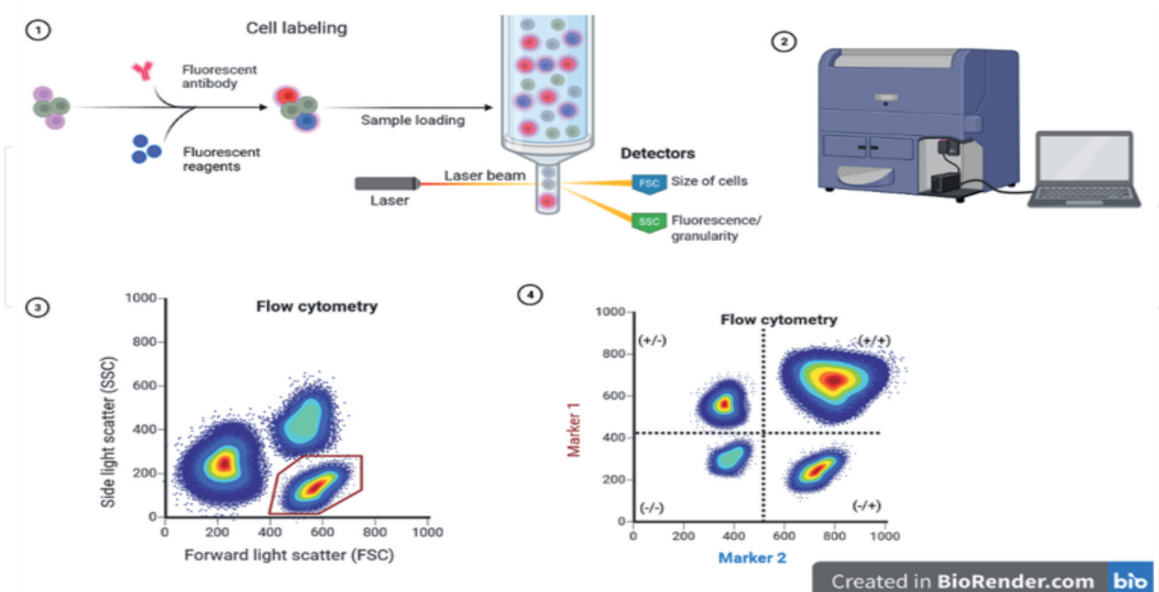 1
Cell labeling
Fluorescent
antibody
Fluorescent
reagents
Sample loading
Laser beam
Laser
Detectors
FSC
Size of cells
SSC
Fluorescence/
granularity
2
3
Flow cytometry
Side light scatter (SSC)
1000
800
600
400
200
0
0 200 400 600 800 1000
Forward light scatter (FSC)
4
Flow cytometry
Marker 1
1000
800
600
400
200
0
(+/-)
(+/+)
(-/-)
(-/+)
0 200 400 600 800 1000
Marker 2
Created in BioRender.com bio